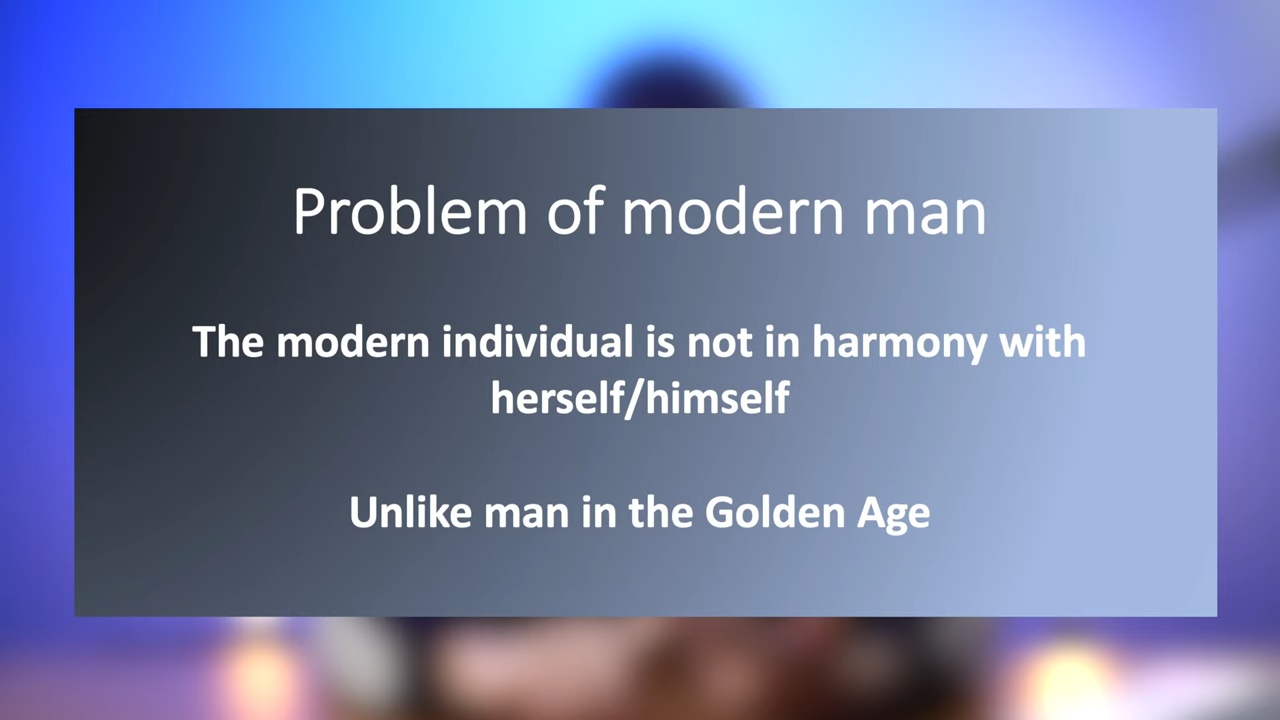 Problem of modern man
The modern individual is not in harmony with
herself/himself
Unlike man in the Golden Age